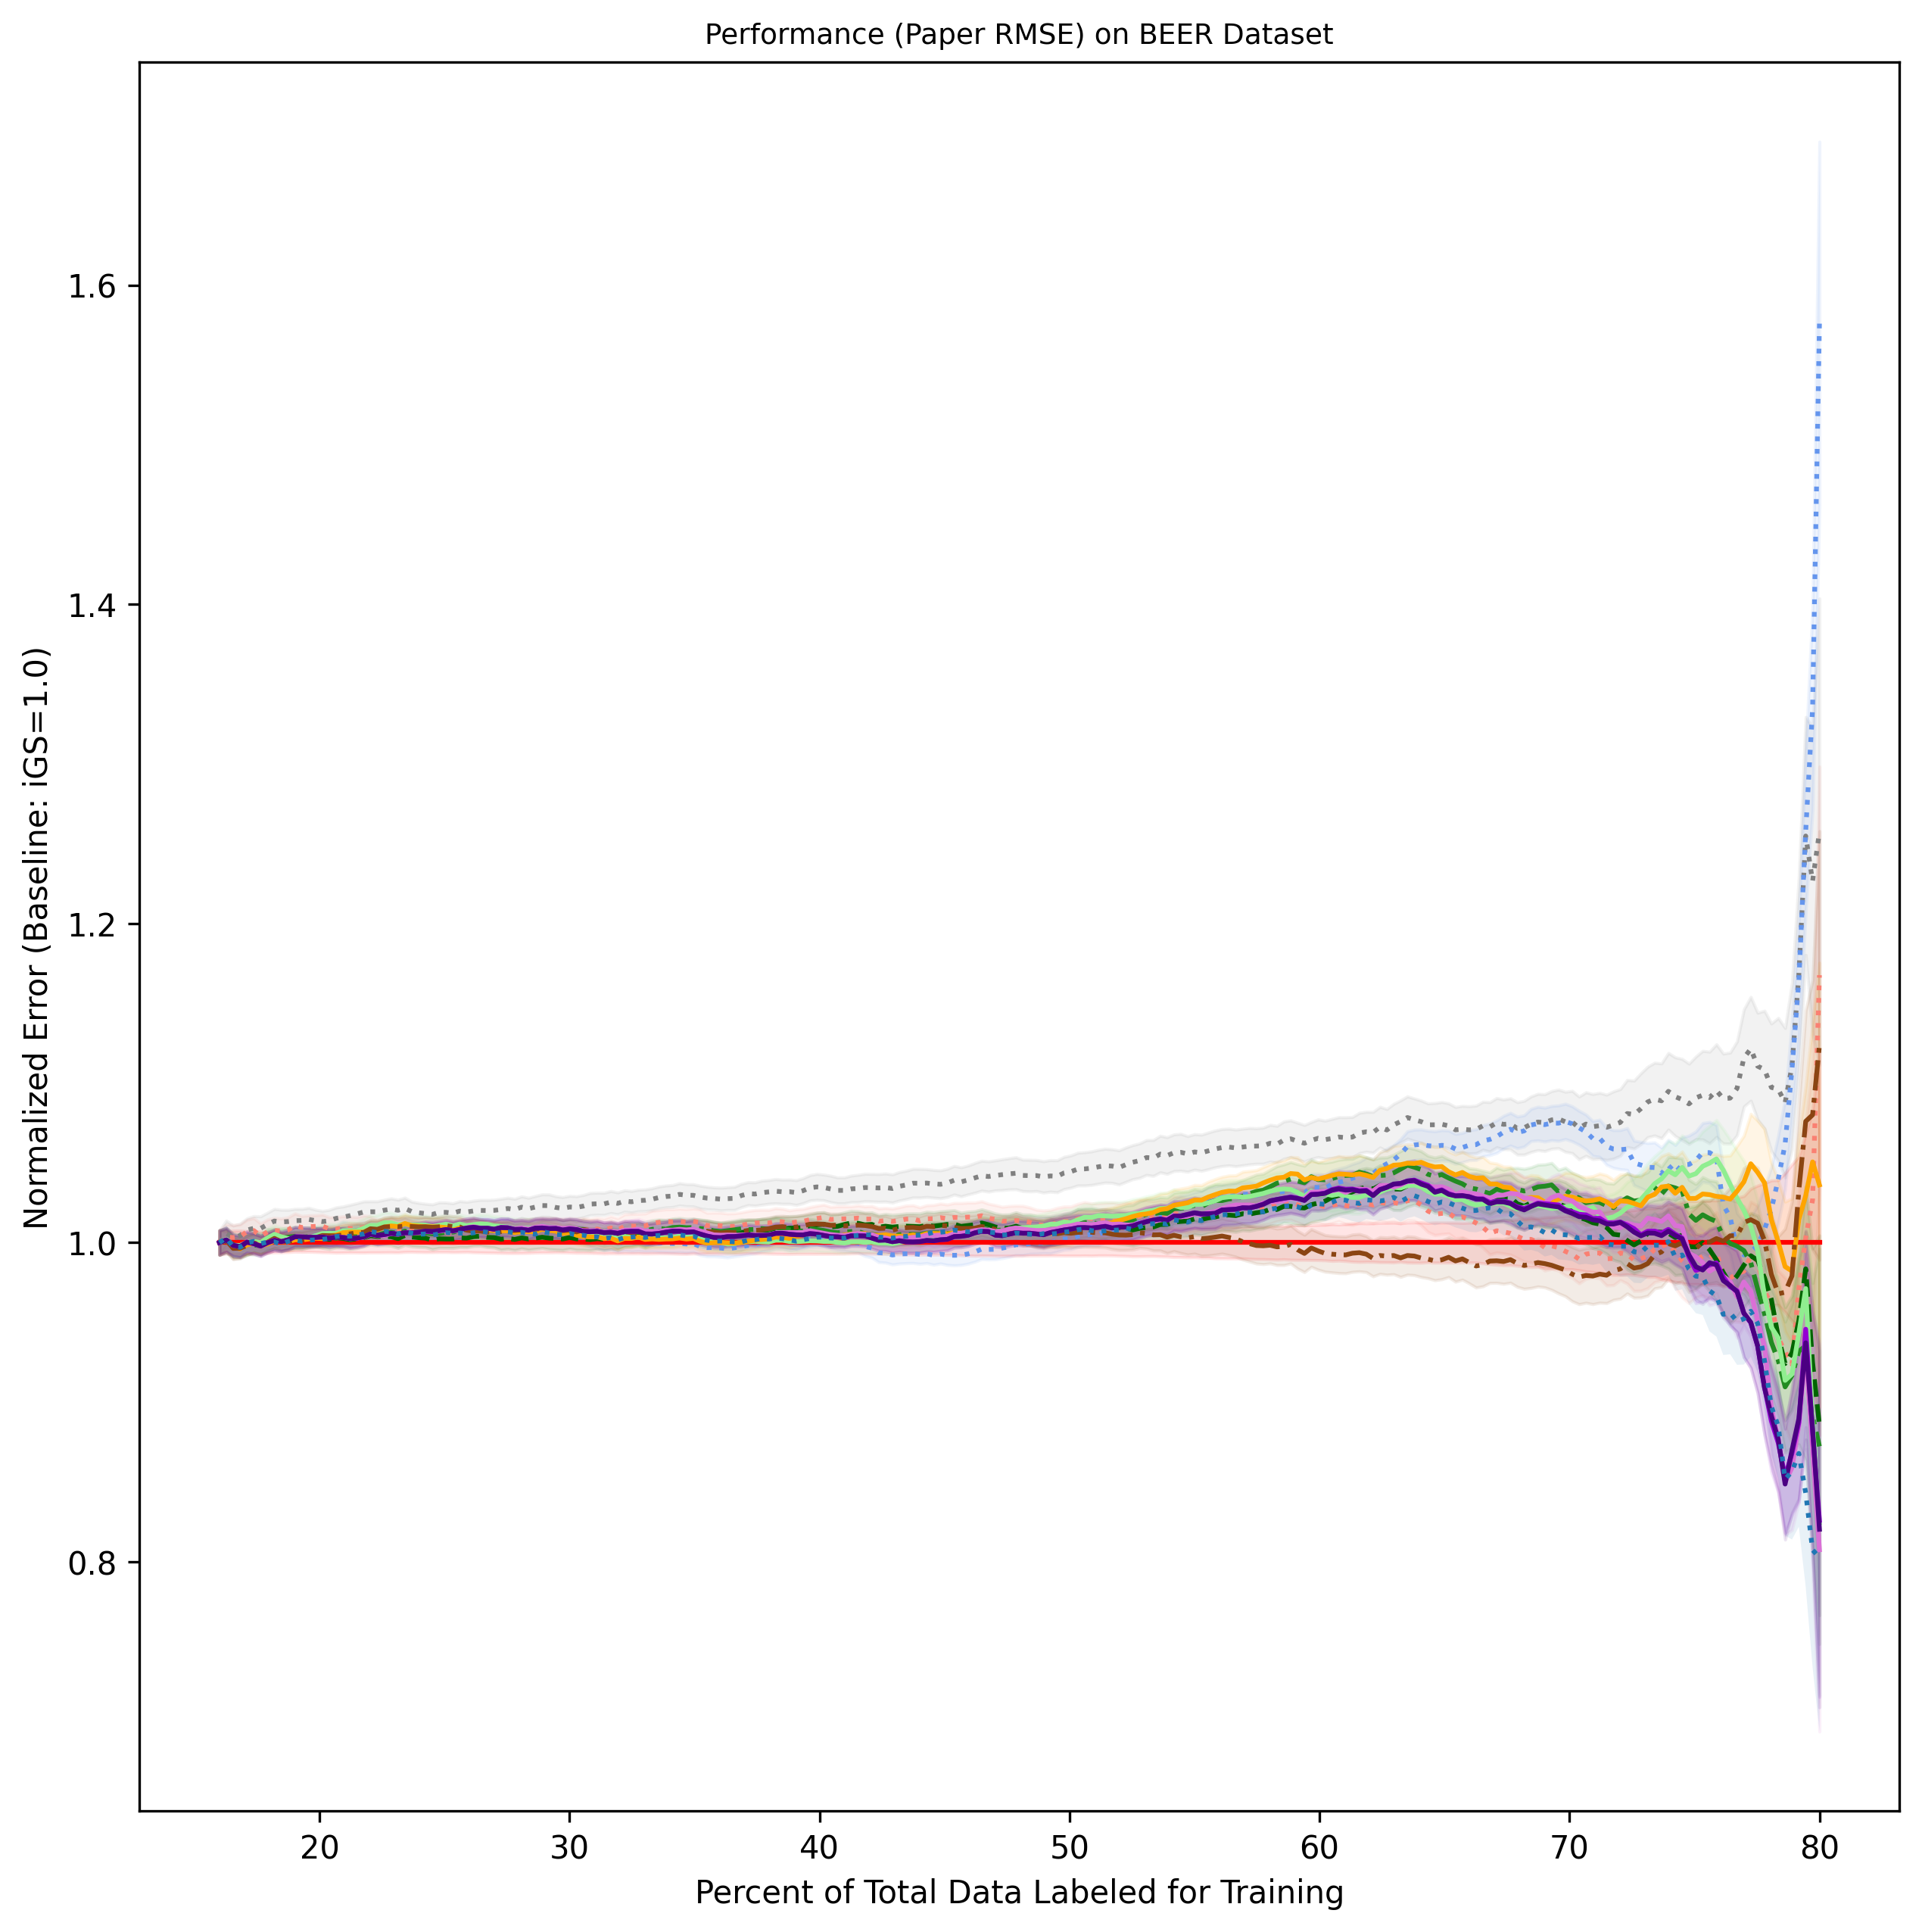 Performance (Paper RMSE) on BEER Dataset
Normalized Error (Baseline: iGS=1.0)
1.6
1.4
1.2
1.0
0.8
20 30 40 50 60 70 80
Percent of Total Data Labeled for Training